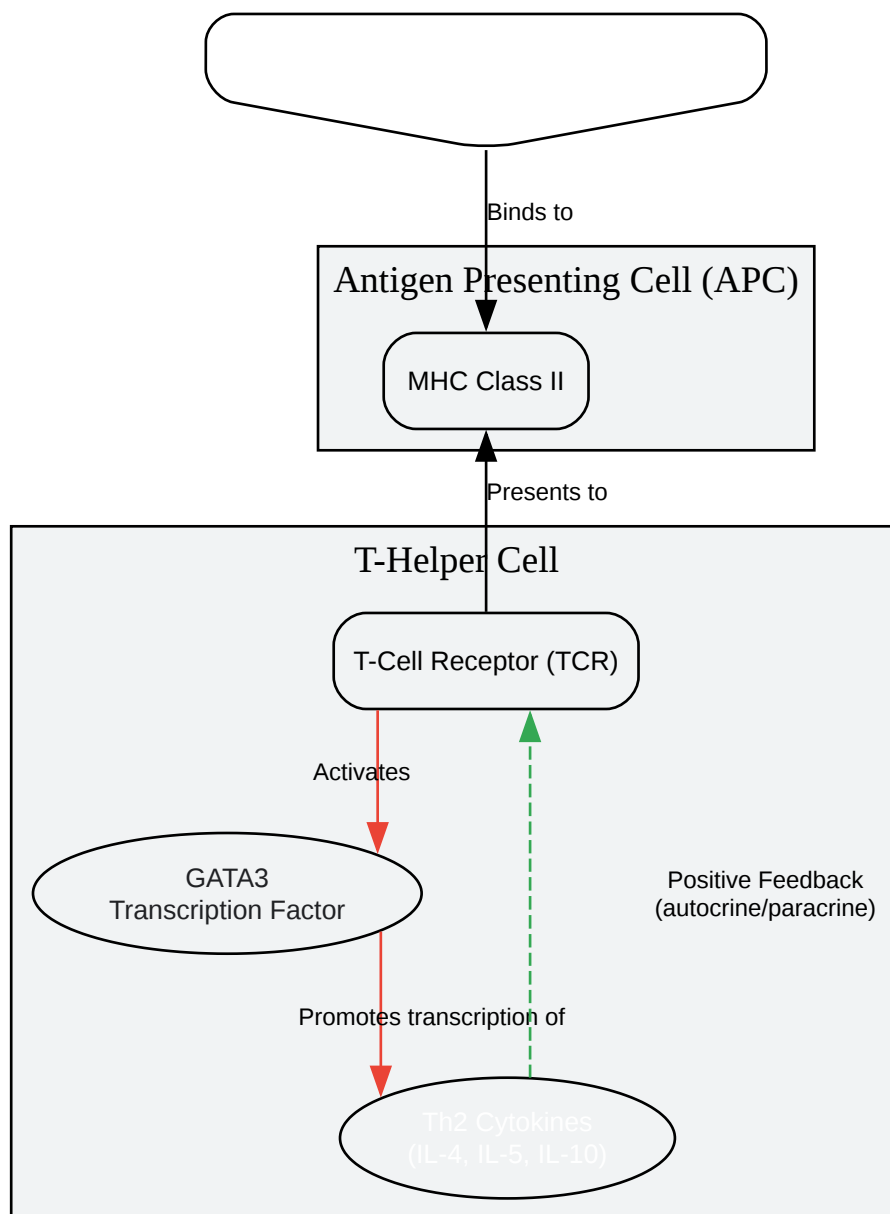 Binds to
Antigen Presenting Cell (APC)
MHC Class II
Presents to
T-Helper Cell
T-Cell Receptor (TCR)
Activates
GATA3
Transcription Factor
Positive Feedback
(autocrine/paracrine)
Promotes transcription of
Th2 Cytokines
(IL-4, IL-5, IL-10)